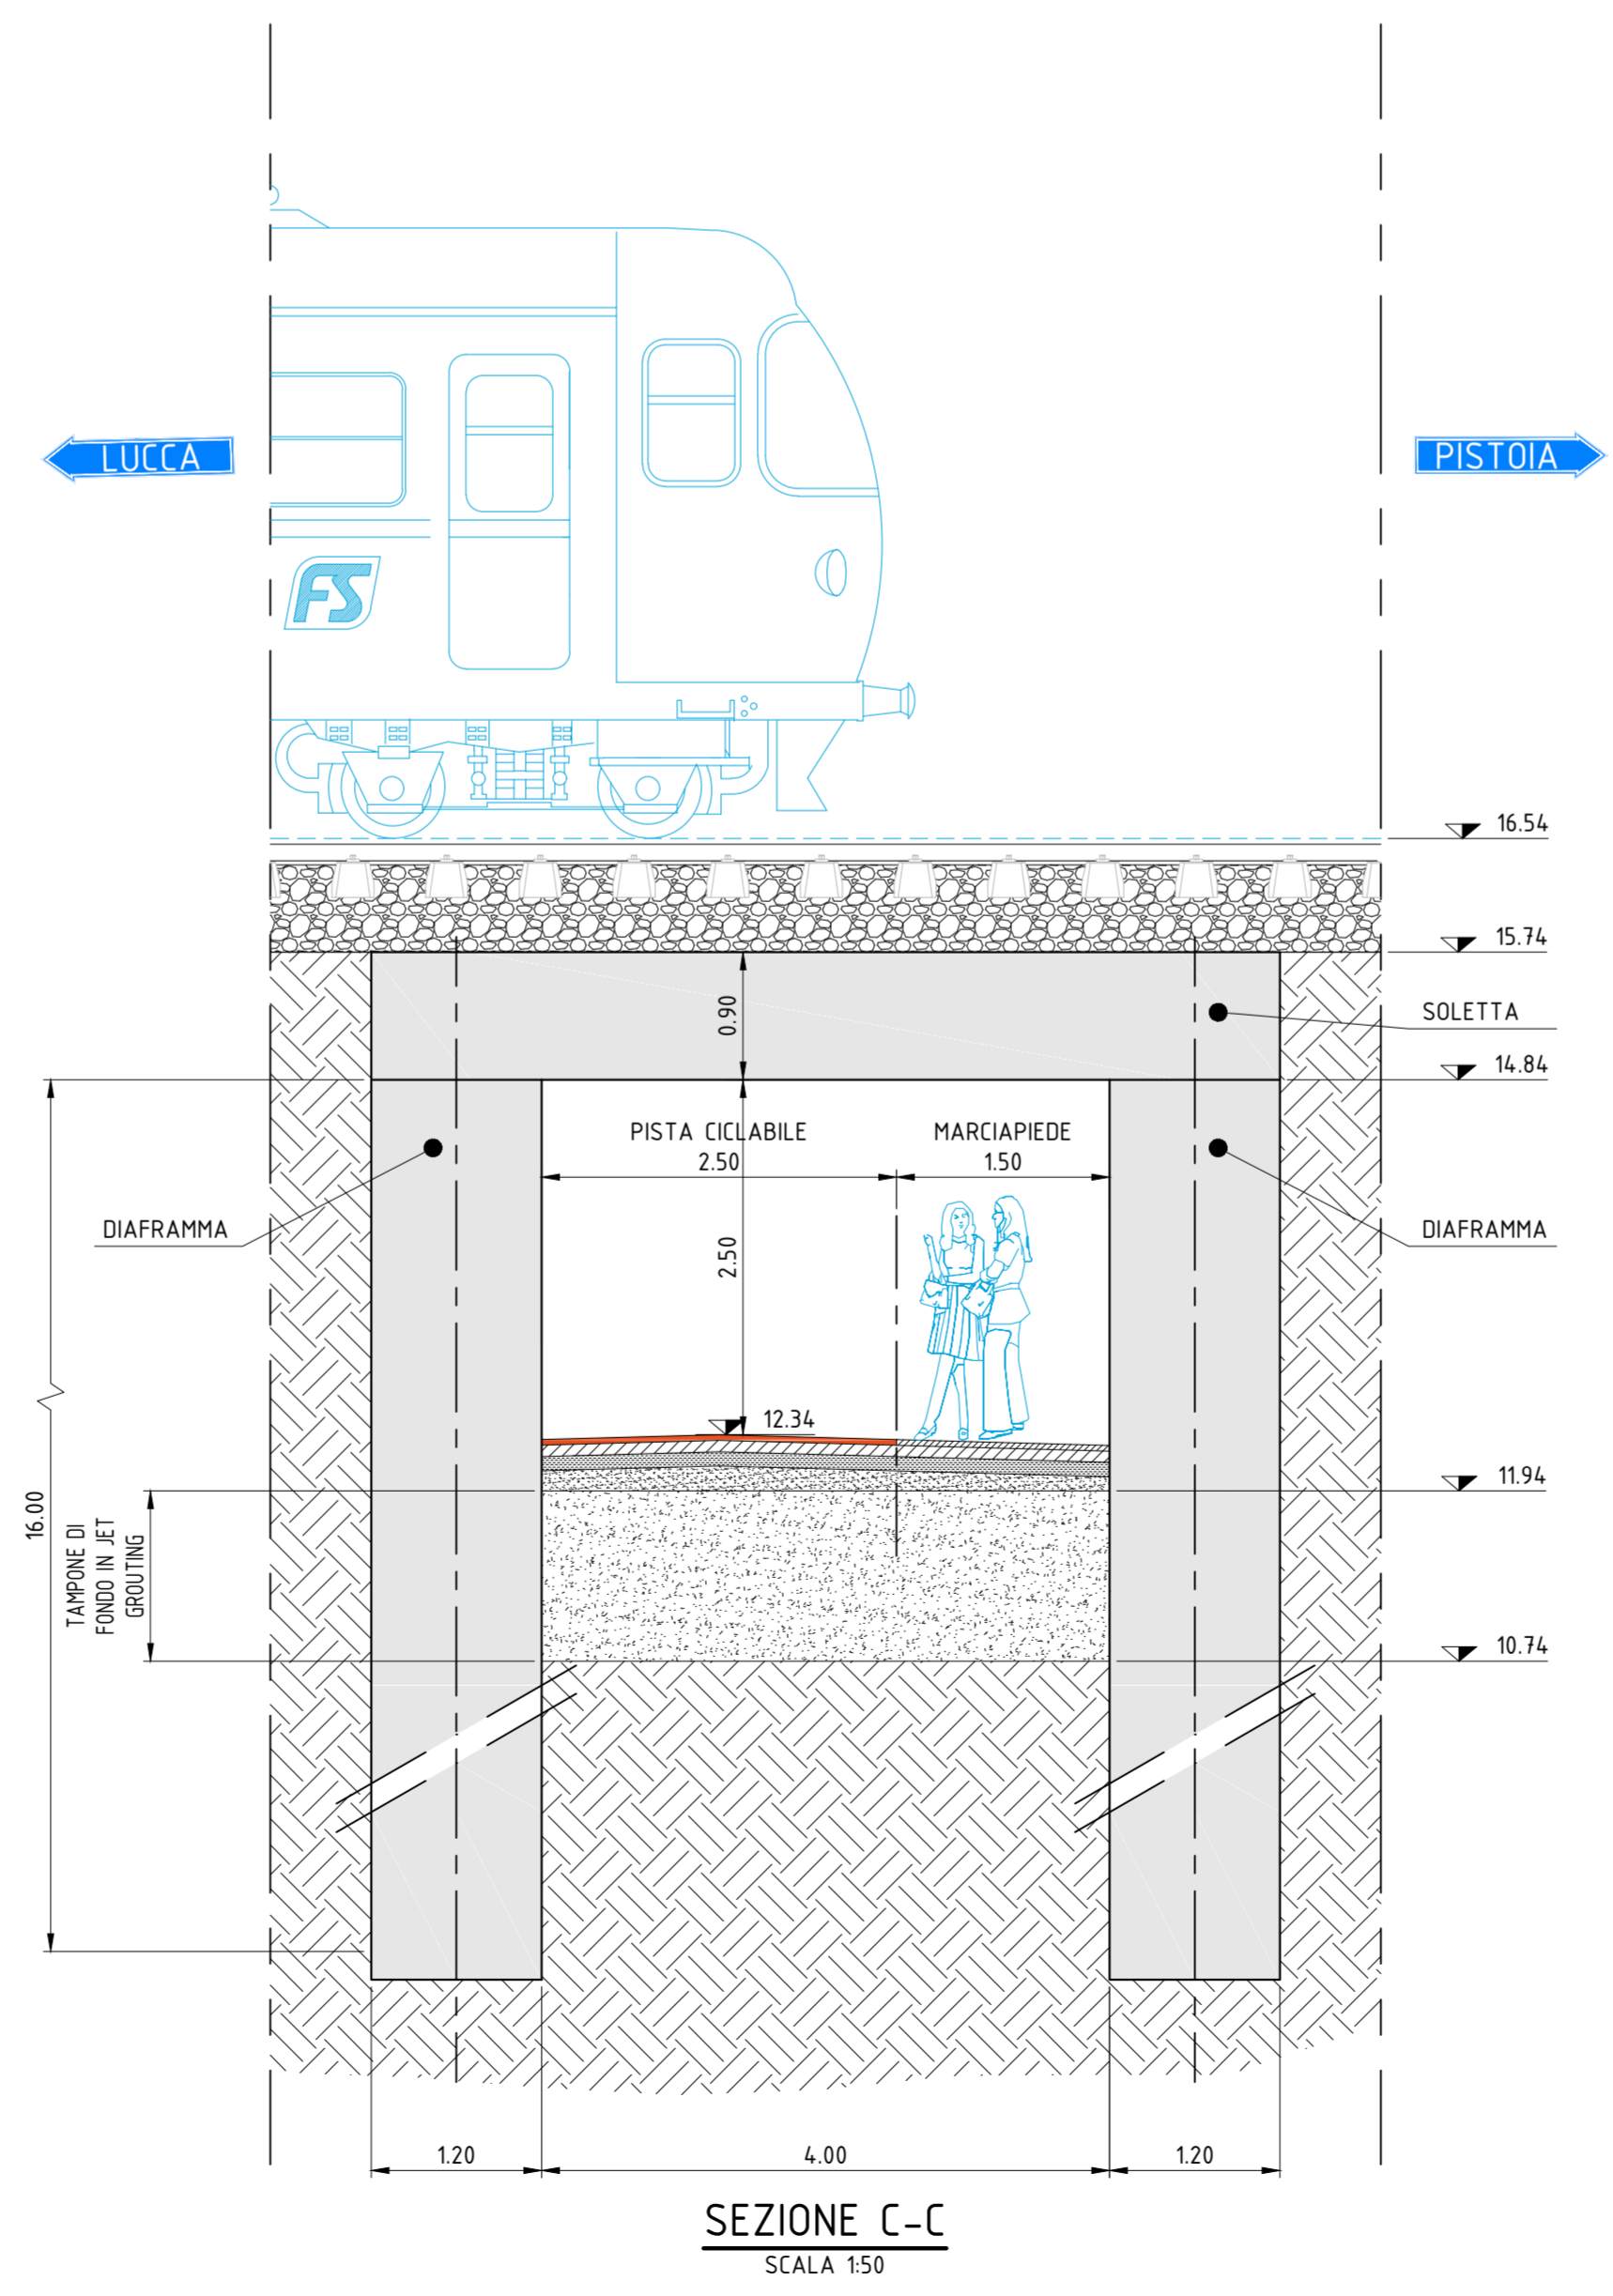 LUCCA
PISTOIA
FS
16.54
15.74
0.90
SOLETTA
14.84
PISTA CICLABILE
2.50
MARCIAPIEDE
1.50
DIAFRAMMA
2.50
DIAFRAMMA
12.34
11.94
16.00
TAMPONE DI
FONDO IN JET
GROUTING
10.74
1.20
4.00
1.20
SEZIONE C-C
SCALA 1:50